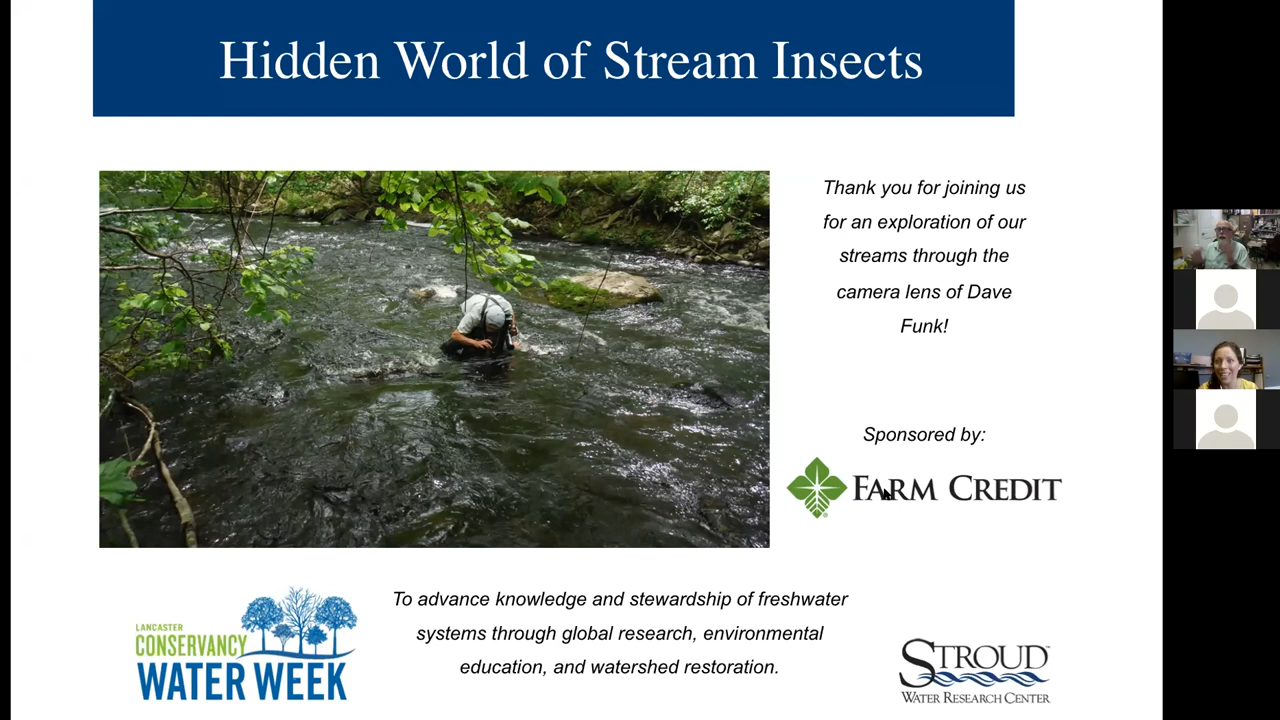 Hidden World of Stream Insects
Thank you for joining us
for an exploration of our
streams through the
camera lens of Dave
Funk!
Sponsored by:
FARM CREDIT
LANCASTER
CONSERVANCY
WATER WEEK
To advance knowledge and stewardship of freshwater
systems through global research, environmental
education, and watershed restoration.
STROUD™
WATER RESEARCH CENTER